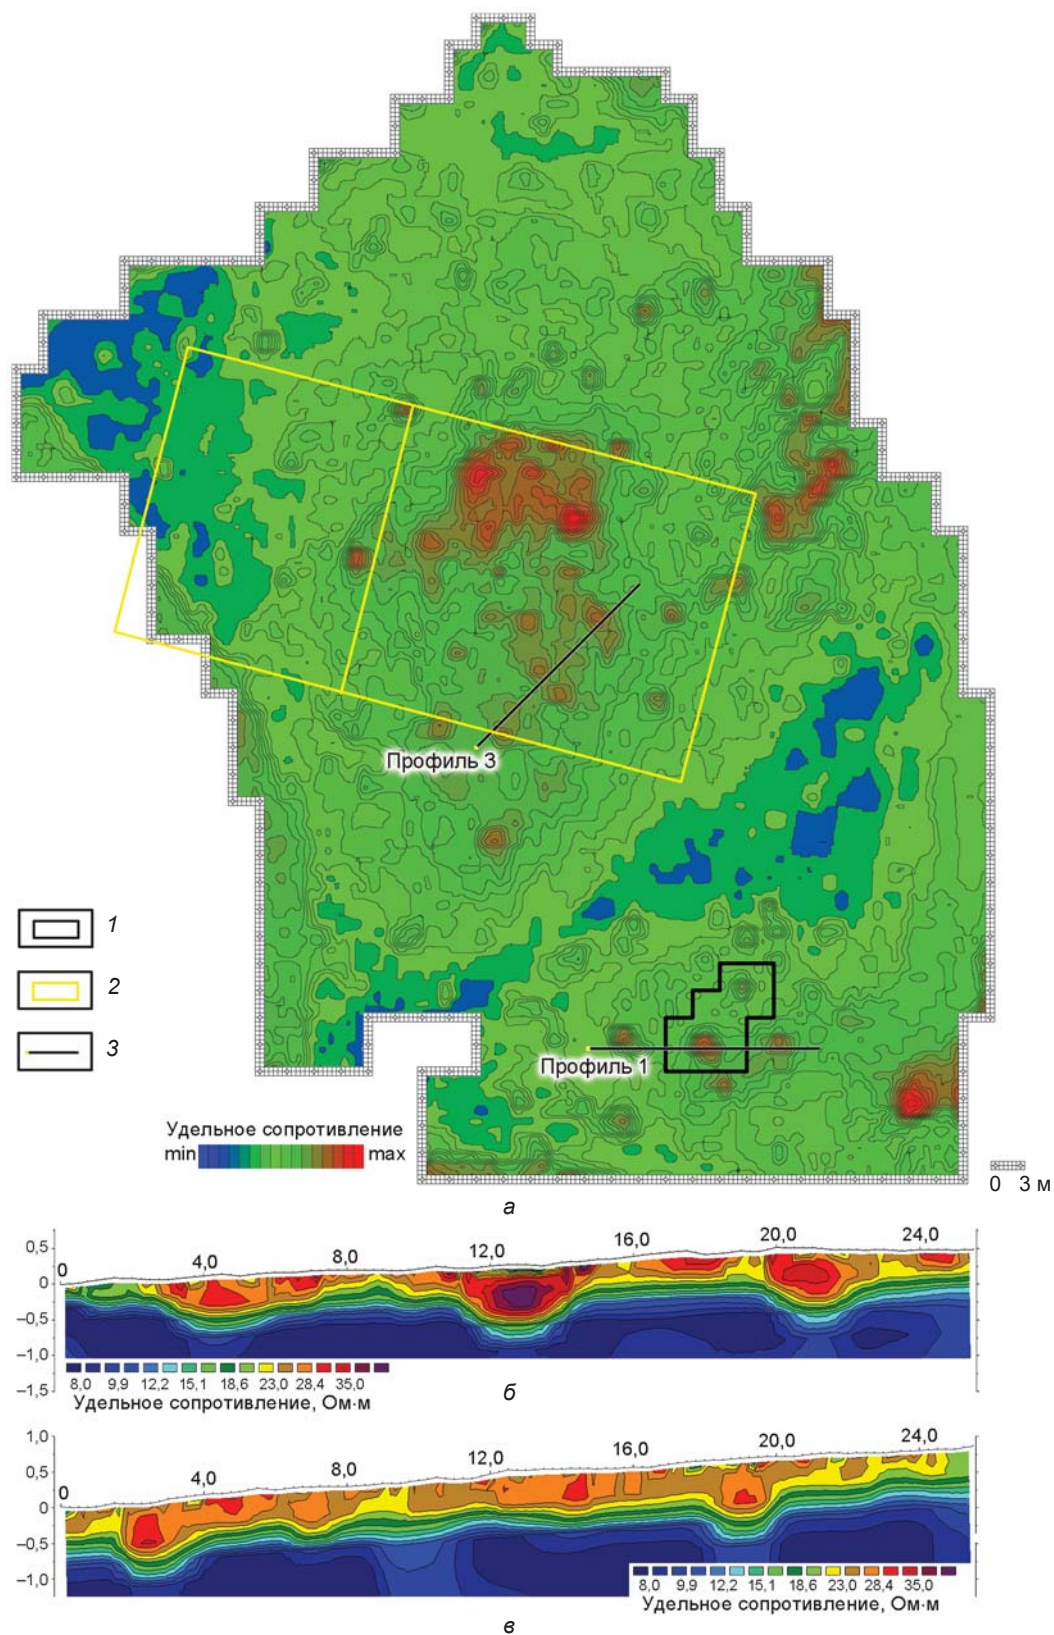 Профиль 3
1
2
3
Профиль 1
Удельное сопротивление
min max
0 3 м
а
0,5
0
–0,5
–1,0
–1,5
0 4,0 8,0 12,0 16,0 20,0 24,0
8,0 9,9 12,2 15,1 18,6 23,0 28,4 35,0
Удельное сопротивление, Ом·м
б
1,0
0,5
0
–0,5
–1,0
0 4,0 8,0 12,0 16,0 20,0 24,0
8,0 9,9 12,2 15,1 18,6 23,0 28,4 35,0
Удельное сопротивление, Ом·м
в